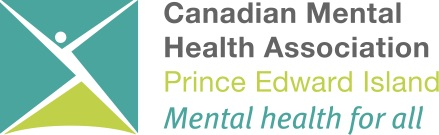 Canadian Mental
Health Association
Prince Edward Island
Mental health for all